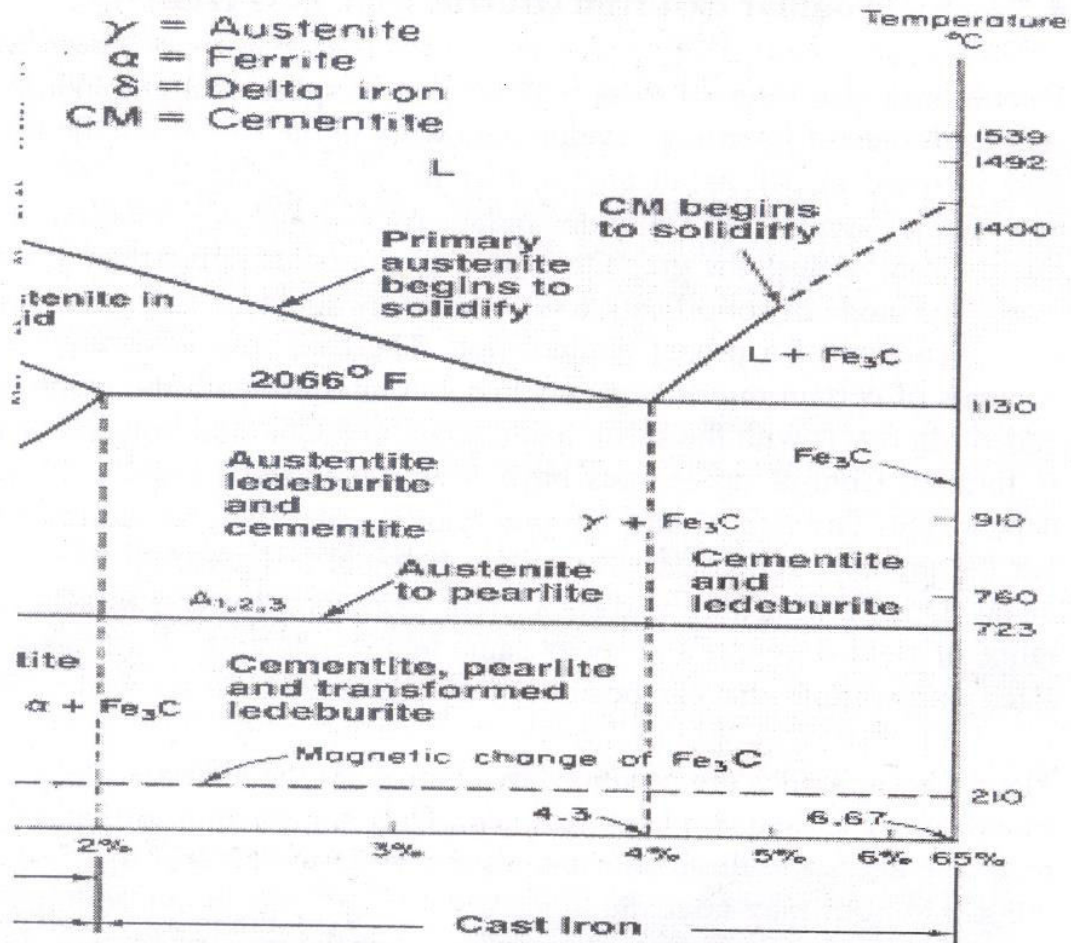 γ = Austenite
α = Ferrite
δ = Delta iron
CM = Cementite
Temperature
°C
1539
1492
1400
1130
910
760
723
210
L
CM begins
to solidiffy
Primary
austenite
begins to
solidify
tenite in
id
L + Fe₃C
2066° F
Fe₃C
Austentite
ledeburite
and
cementite
γ + Fe₃C
Cementite
and
ledeburite
Austenite
to pearlite
A₁,₂,₃
tite
α + Fe₃C
Cementite, pearlite
and transformed
ledeburite
Magnetic change of Fe₃C
4.3
6.67
2%
3%
4%
5%
6%
65%
Cast Iron